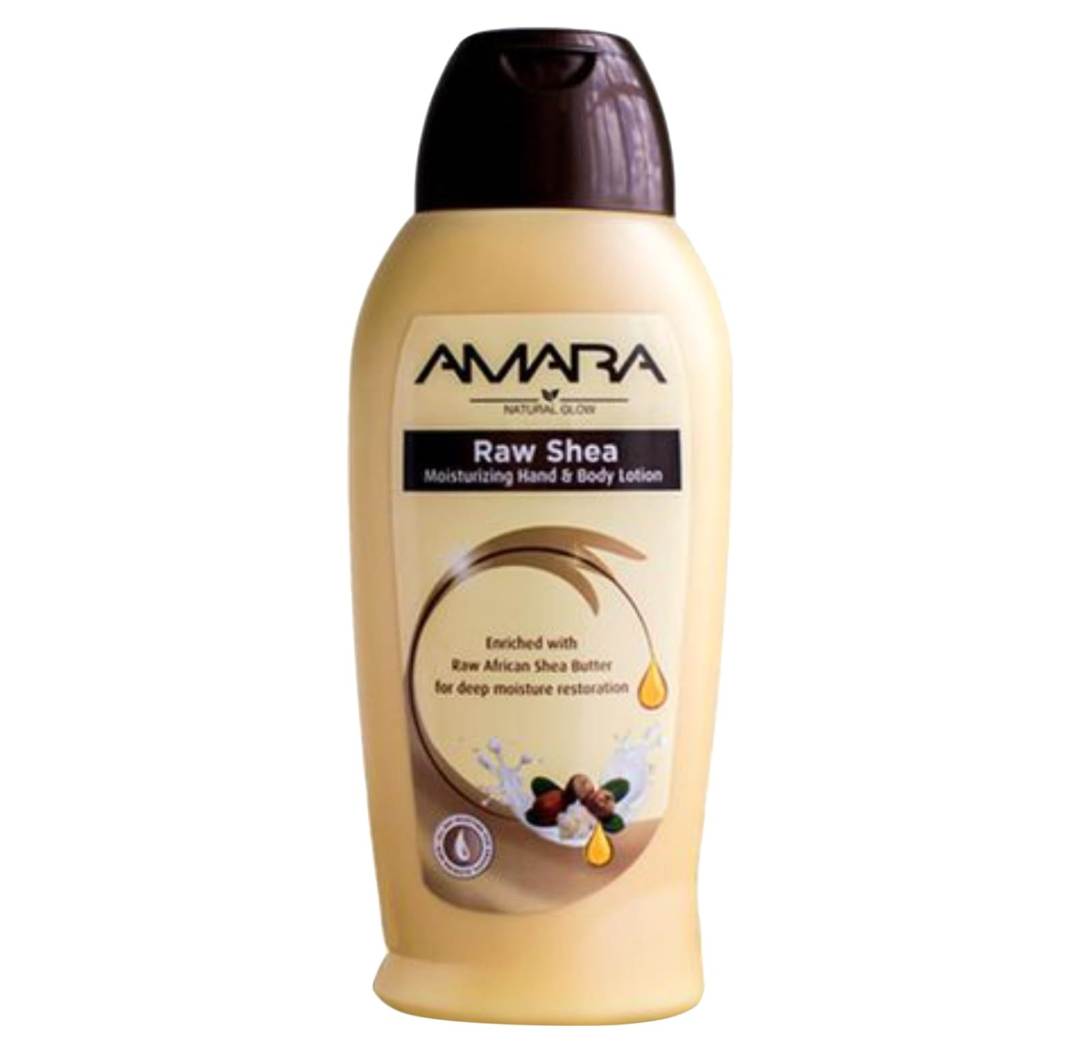 AMARA
NATURAL GLOW
Raw Shea
Moisturizing Hand & Body Lotion
Enriched with
Raw African Shea Butter
for deep moisture restoration